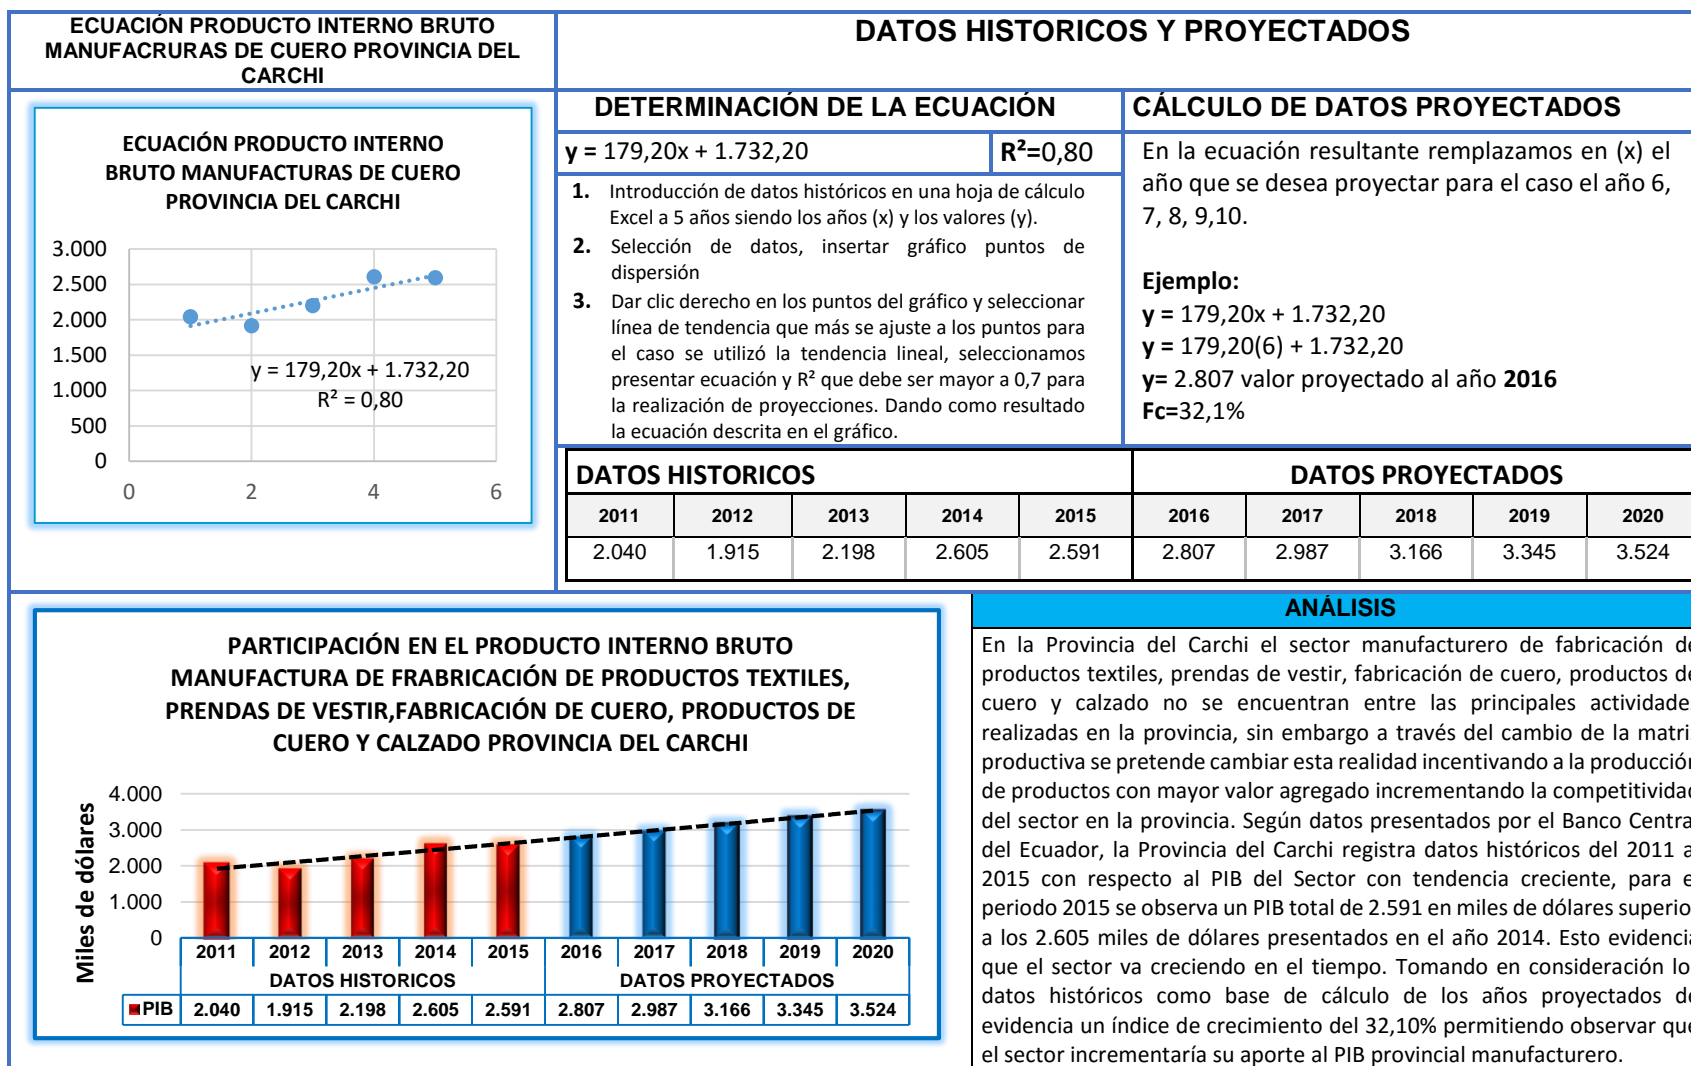 ECUACIÓN PRODUCTO INTERNO BRUTO
MANUFACRURAS DE CUERO PROVINCIA DEL
CARCHI
DATOS HISTORICOS Y PROYECTADOS
ECUACIÓN PRODUCTO INTERNO
BRUTO MANUFACTURAS DE CUERO
PROVINCIA DEL CARCHI
3.000
2.500
2.000
1.500
1.000
500
0
y = 179,20x + 1.732,20
R² = 0,80
0 2 4 6
DETERMINACIÓN DE LA ECUACIÓN
y = 179,20x + 1.732,20 R²=0,80
1. Introducción de datos históricos en una hoja de cálculo
Excel a 5 años siendo los años (x) y los valores (y).
2. Selección de datos, insertar gráfico puntos de
dispersión
3. Dar clic derecho en los puntos del gráfico y seleccionar
línea de tendencia que más se ajuste a los puntos para
el caso se utilizó la tendencia lineal, seleccionamos
presentar ecuación y R² que debe ser mayor a 0,7 para
la realización de proyecciones. Dando como resultado
la ecuación descrita en el gráfico.
CÁLCULO DE DATOS PROYECTADOS
En la ecuación resultante remplazamos en (x) el
año que se desea proyectar para el caso el año 6,
7, 8, 9,10.
Ejemplo:
y = 179,20x + 1.732,20
y = 179,20(6) + 1.732,20
y= 2.807 valor proyectado al año 2016
Fc=32,1%
DATOS HISTORICOS DATOS PROYECTADOS
2011 2012 2013 2014 2015 2016 2017 2018 2019 2020
2.040 1.915 2.198 2.605 2.591 2.807 2.987 3.166 3.345 3.524
PARTICIPACIÓN EN EL PRODUCTO INTERNO BRUTO
MANUFACTURA DE FRABRICACIÓN DE PRODUCTOS TEXTILES,
PRENDAS DE VESTIR,FABRICACIÓN DE CUERO, PRODUCTOS DE
CUERO Y CALZADO PROVINCIA DEL CARCHI
Miles de dólares
4.000
3.000
2.000
1.000
0
2011 2012 2013 2014 2015 2016 2017 2018 2019 2020
DATOS HISTORICOS DATOS PROYECTADOS
PIB 2.040 1.915 2.198 2.605 2.591 2.807 2.987 3.166 3.345 3.524
ANÁLISIS
En la Provincia del Carchi el sector manufacturero de fabricación de
productos textiles, prendas de vestir, fabricación de cuero, productos de
cuero y calzado no se encuentran entre las principales actividade
realizadas en la provincia, sin embargo a través del cambio de la matri
productiva se pretende cambiar esta realidad incentivando a la producción
de productos con mayor valor agregado incrementando la competitividad
del sector en la provincia. Según datos presentados por el Banco Centra
del Ecuador, la Provincia del Carchi registra datos históricos del 2011 a
2015 con respecto al PIB del Sector con tendencia creciente, para e
periodo 2015 se observa un PIB total de 2.591 en miles de dólares superio
a los 2.605 miles de dólares presentados en el año 2014. Esto evidencia
que el sector va creciendo en el tiempo. Tomando en consideración lo
datos históricos como base de cálculo de los años proyectados de
evidencia un índice de crecimiento del 32,10% permitiendo observar que
el sector incrementaría su aporte al PIB provincial manufacturero.